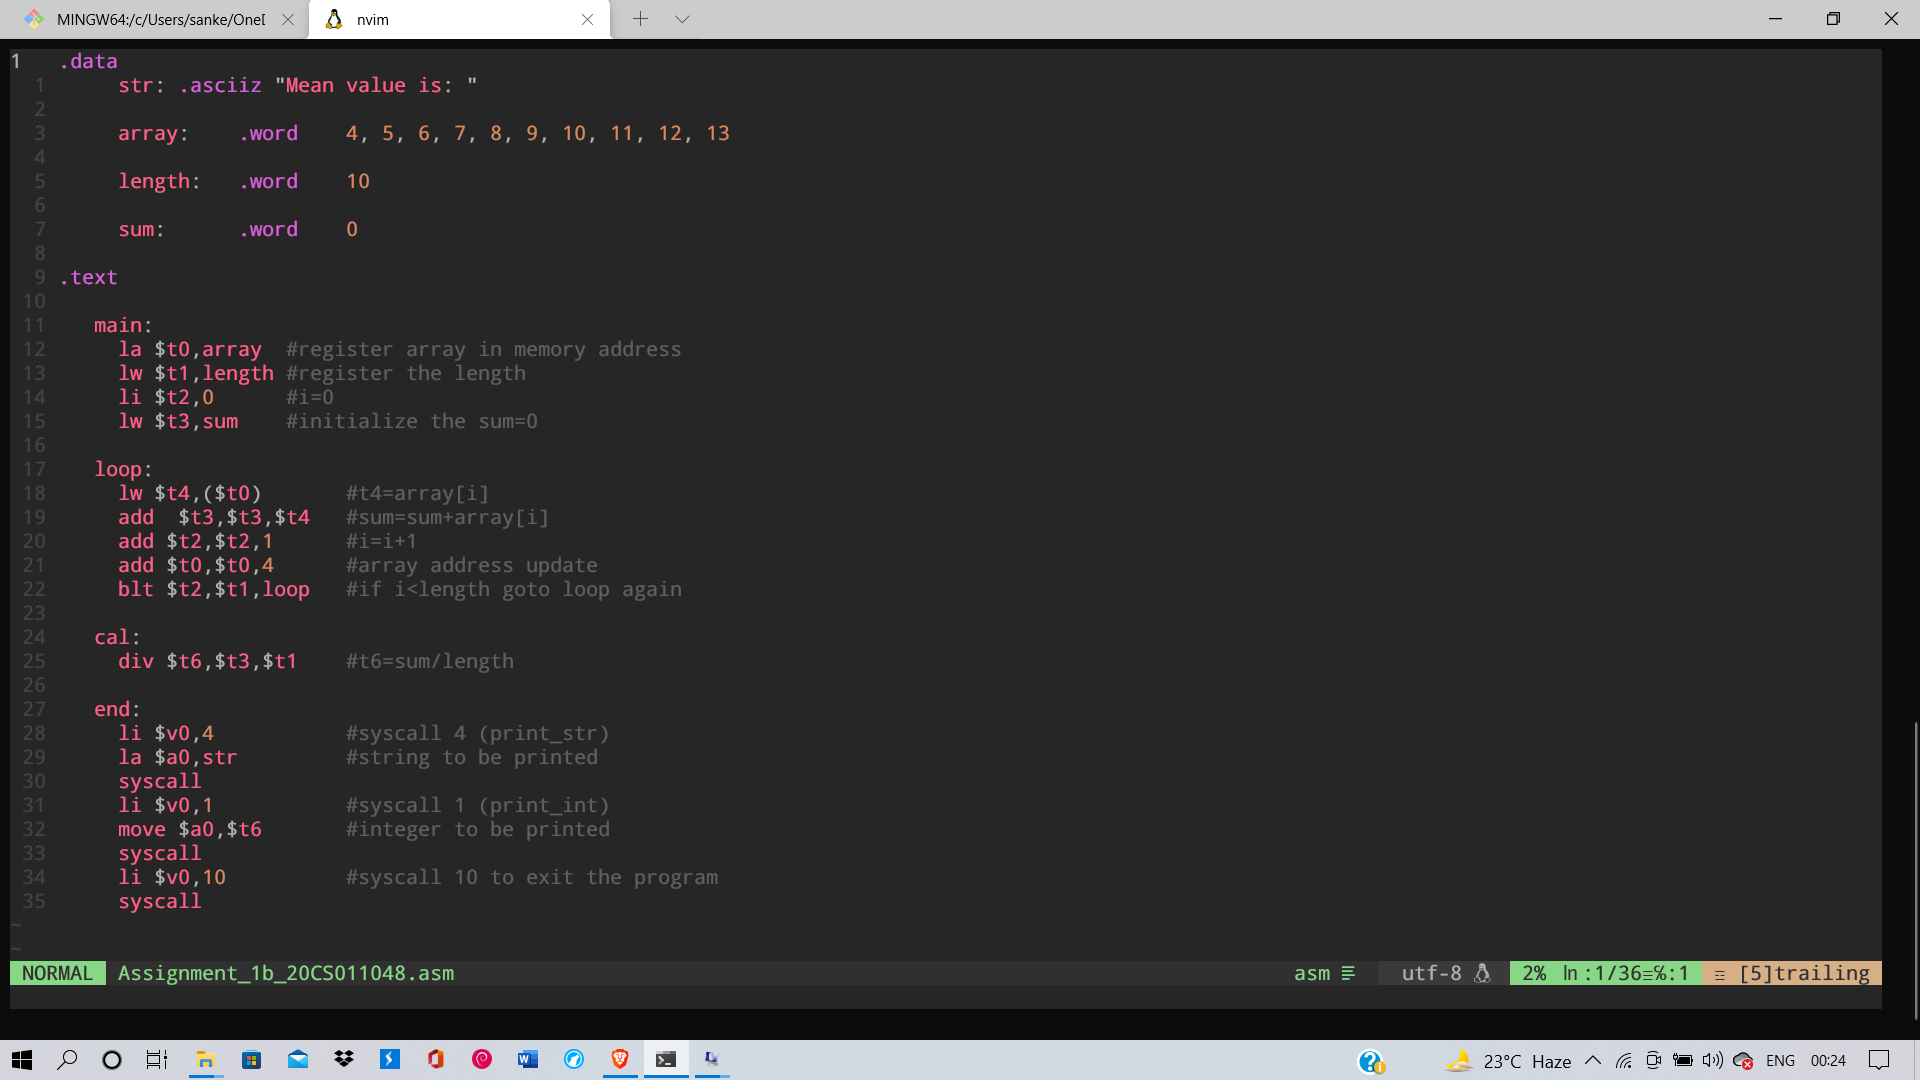 MINGW64:/c/Users/sanke/OneD
nvim
1 .data
1 str: .asciiz "Mean value is: "
2
3 array: .word 4, 5, 6, 7, 8, 9, 10, 11, 12, 13
4
5 length: .word 10
6
7 sum: .word 0
8
9 .text
10
11 main:
12 la $t0,array #register array in memory address
13 lw $t1,length #register the length
14 li $t2,0 #i=0
15 lw $t3,sum #initialize the sum=0
16
17 loop:
18 lw $t4,($t0) #t4=array[i]
19 add $t3,$t3,$t4 #sum=sum+array[i]
20 add $t2,$t2,1 #i=i+1
21 add $t0,$t0,4 #array address update
22 blt $t2,$t1,loop #if i<length goto loop again
23
24 cal:
25 div $t6,$t3,$t1 #t6=sum/length
26
27 end:
28 li $v0,4 #syscall 4 (print_str)
29 la $a0,str #string to be printed
30 syscall
31 li $v0,1 #syscall 1 (print_int)
32 move $a0,$t6 #integer to be printed
33 syscall
34 li $v0,10 #syscall 10 to exit the program
35 syscall
~
~
NORMAL Assignment_1b_20CS011048.asm asm utf-8 2% ln :1/36≡℅:1 ☲ [5]trailing
23°C Haze ENG 00:24